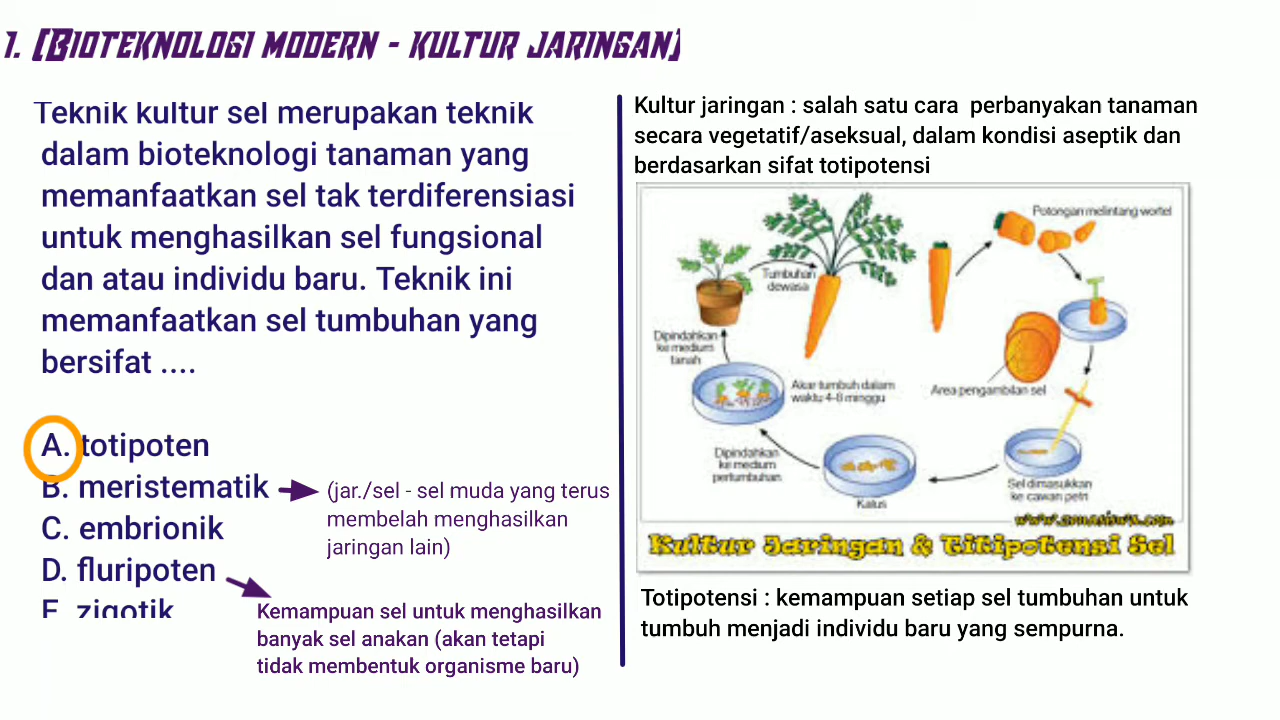 1. (Bioteknologi modern - kultur jaringan)
Teknik kultur sel merupakan teknik
dalam bioteknologi tanaman yang
memanfaatkan sel tak terdiferensiasi
untuk menghasilkan sel fungsional
dan atau individu baru. Teknik ini
memanfaatkan sel tumbuhan yang
bersifat ....
A. totipoten
B. meristematik
(jar./sel - sel muda yang terus
membelah menghasilkan
jaringan lain)
C. embrionik
D. fluripoten
Kemampuan sel untuk menghasilkan
banyak sel anakan (akan tetapi
tidak membentuk organisme baru)
E. zigotik
Kultur jaringan : salah satu cara perbanyakan tanaman
secara vegetatif/aseksual, dalam kondisi aseptik dan
berdasarkan sifat totipotensi
Potongan melintang wortel
Tumbuhan
dewasa
Dipindahkan
ke medium
tanah
Akar tumbuh dalam
waktu 4-8 minggu
Area pengambilan sel
Dipindahkan
ke medium
pertumbuhan
Kalus
Sel dimasukkan
ke cawan petri
www.zonasiswa.com
Kultur Jaringan & Titipotensi Sel
Totipotensi : kemampuan setiap sel tumbuhan untuk
tumbuh menjadi individu baru yang sempurna.